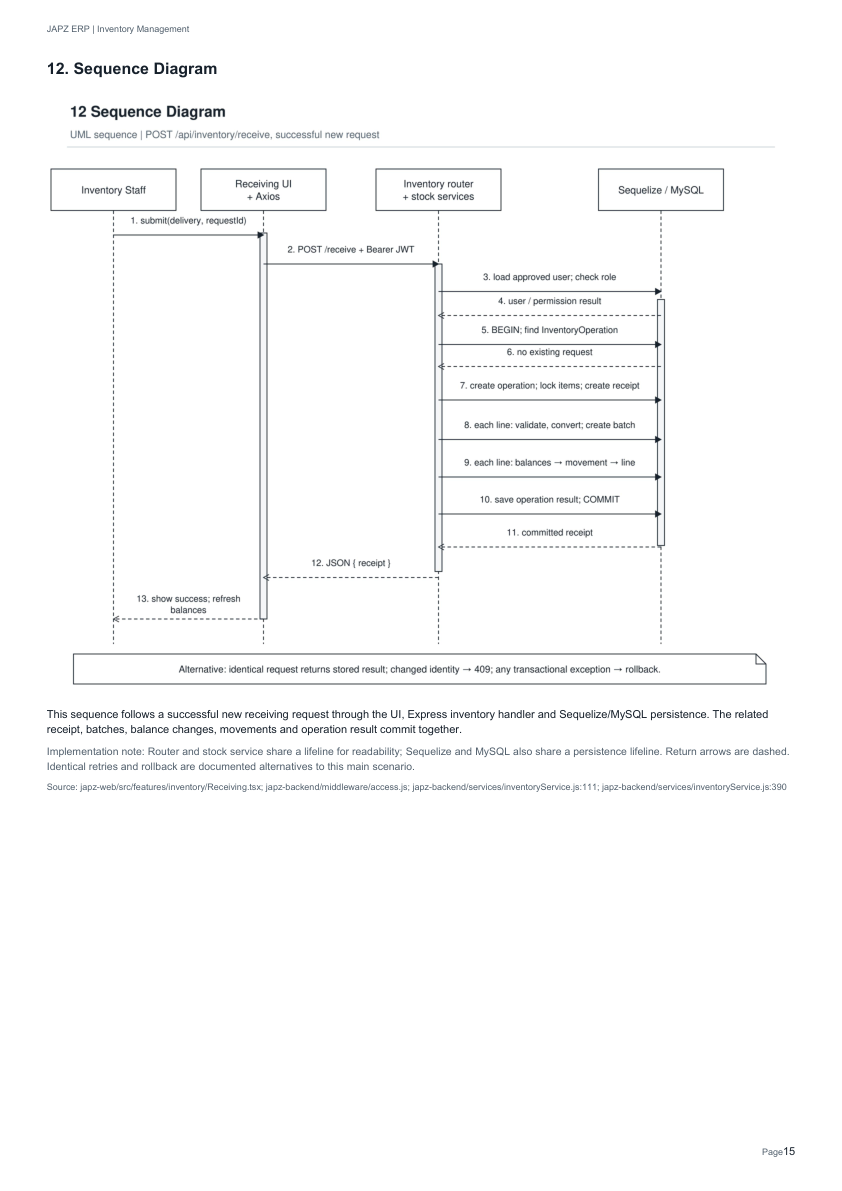 JAPZ ERP | Inventory Management
12. Sequence Diagram
12 Sequence Diagram
UML sequence | POST /api/inventory/receive, successful new request
Inventory Staff
Receiving UI
+ Axios
Inventory router
+ stock services
Sequelize / MySQL
1. submit(delivery, requestId)
2. POST /receive + Bearer JWT
3. load approved user; check role
4. user / permission result
5. BEGIN; find InventoryOperation
6. no existing request
7. create operation; lock items; create receipt
8. each line: validate, convert; create batch
9. each line: balances → movement → line
10. save operation result; COMMIT
11. committed receipt
12. JSON { receipt }
13. show success; refresh
balances
Alternative: identical request returns stored result; changed identity → 409; any transactional exception → rollback.
This sequence follows a successful new receiving request through the UI, Express inventory handler and Sequelize/MySQL persistence. The related
receipt, batches, balance changes, movements and operation result commit together.
Implementation note: Router and stock service share a lifeline for readability; Sequelize and MySQL also share a persistence lifeline. Return arrows are dashed.
Identical retries and rollback are documented alternatives to this main scenario.
Source: japz-web/src/features/inventory/Receiving.tsx; japz-backend/middleware/access.js; japz-backend/services/inventoryService.js:111; japz-backend/services/inventoryService.js:390
Page15